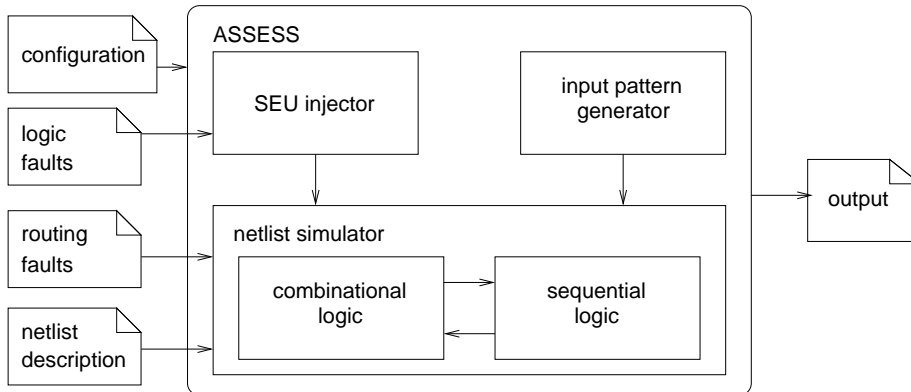 configuration
logic
faults
routing
faults
netlist
description
ASSESS
SEU injector
input pattern
generator
netlist simulator
combinational
logic
sequential
logic
output